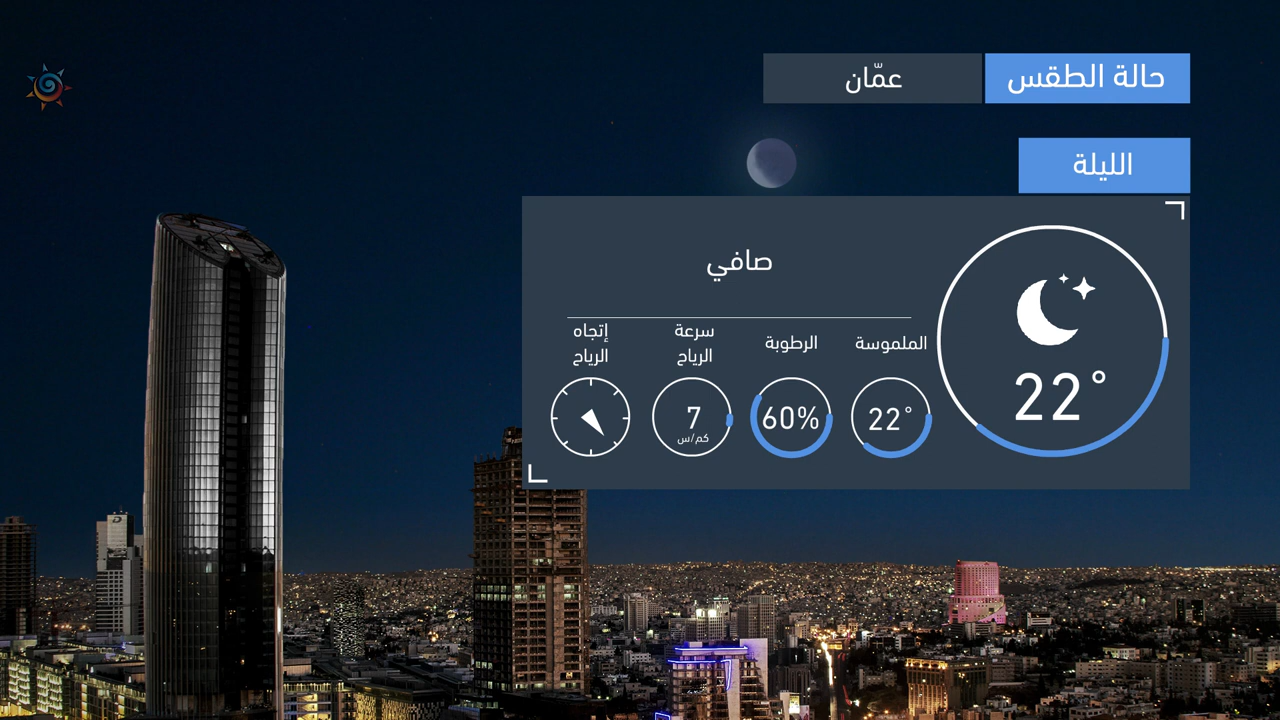 حالة الطقس
عمّان
الليلة
صافي
22°
الملموسة
22°
الرطوبة
60%
سرعة
الرياح
7
كم/س
إتجاه
الرياح